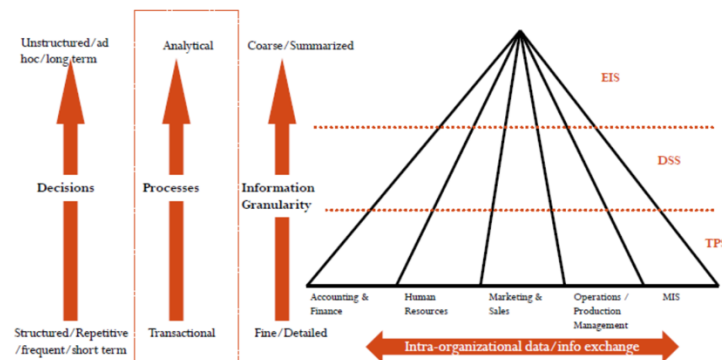 Unstructured/ad
hoc/long term
Analytical
Coarse/Summarized
Decisions
Processes
Information
Granularity
Structured/Repetitive
/frequent/short term
Transactional
Fine/Detailed
EIS
DSS
TPS
Accounting &
Finance
Human
Resources
Marketing &
Sales
Operations /
Production
Management
MIS
Intra-organizational data/info exchange